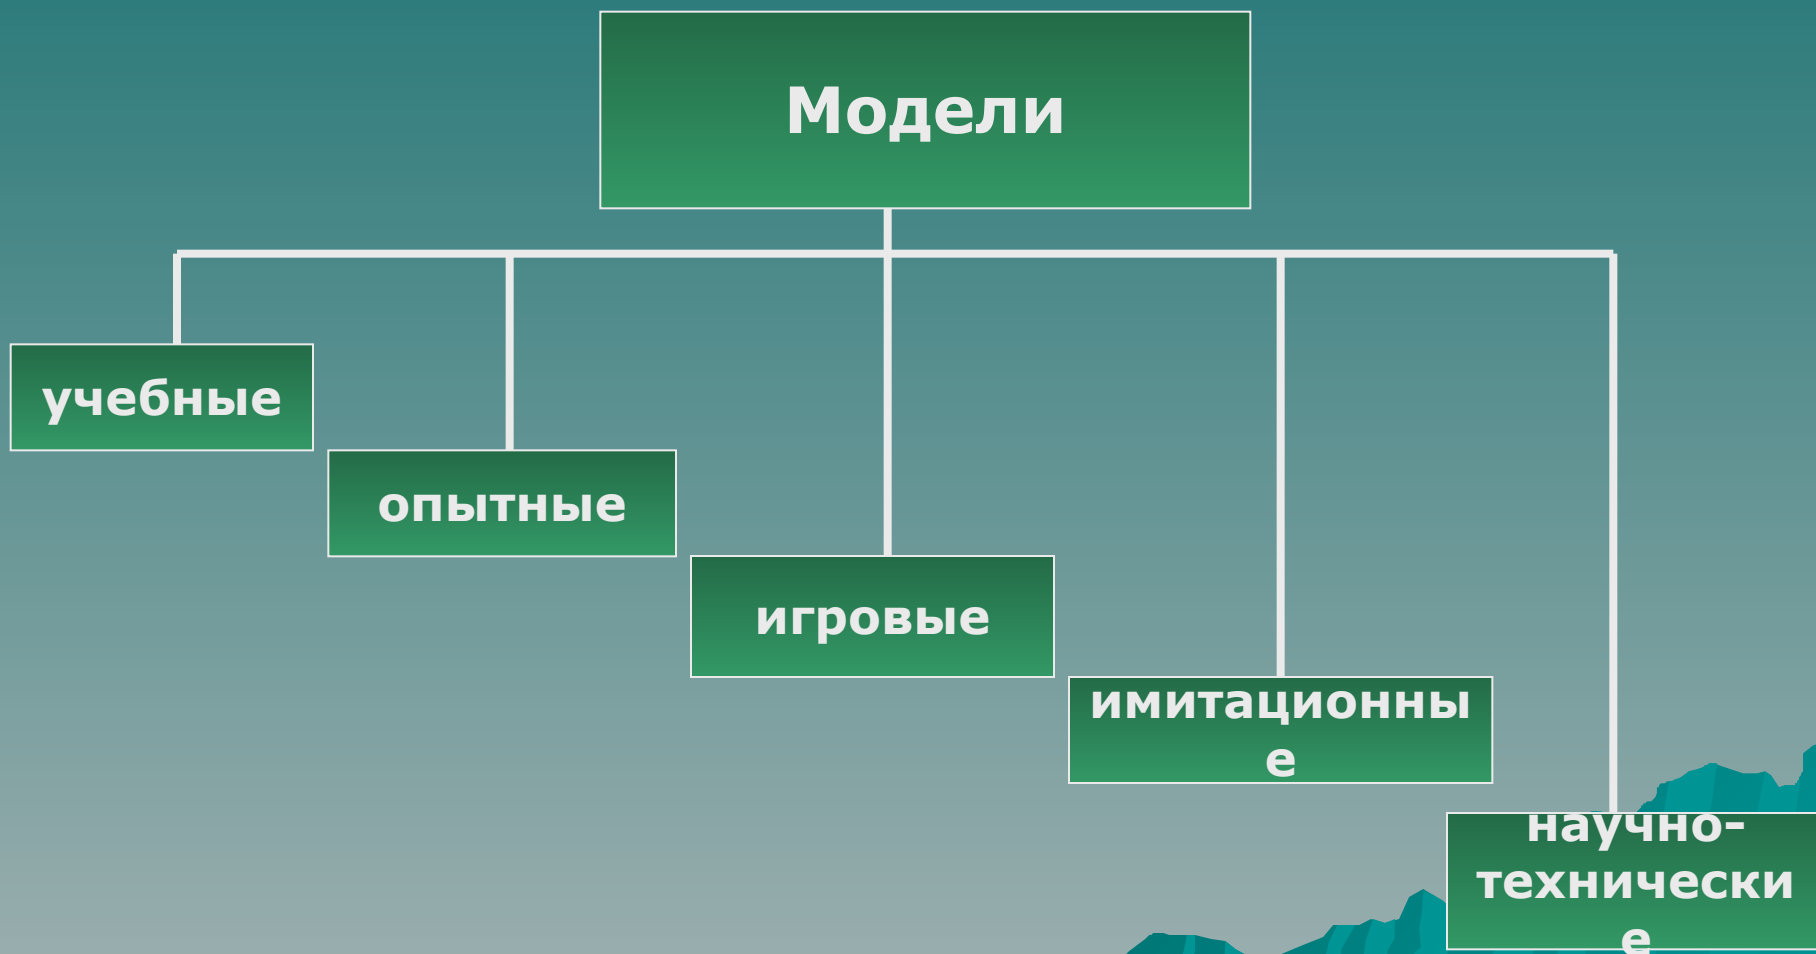 Модели
учебные
опытные
игровые
имитационны
е
научно-
технически
е